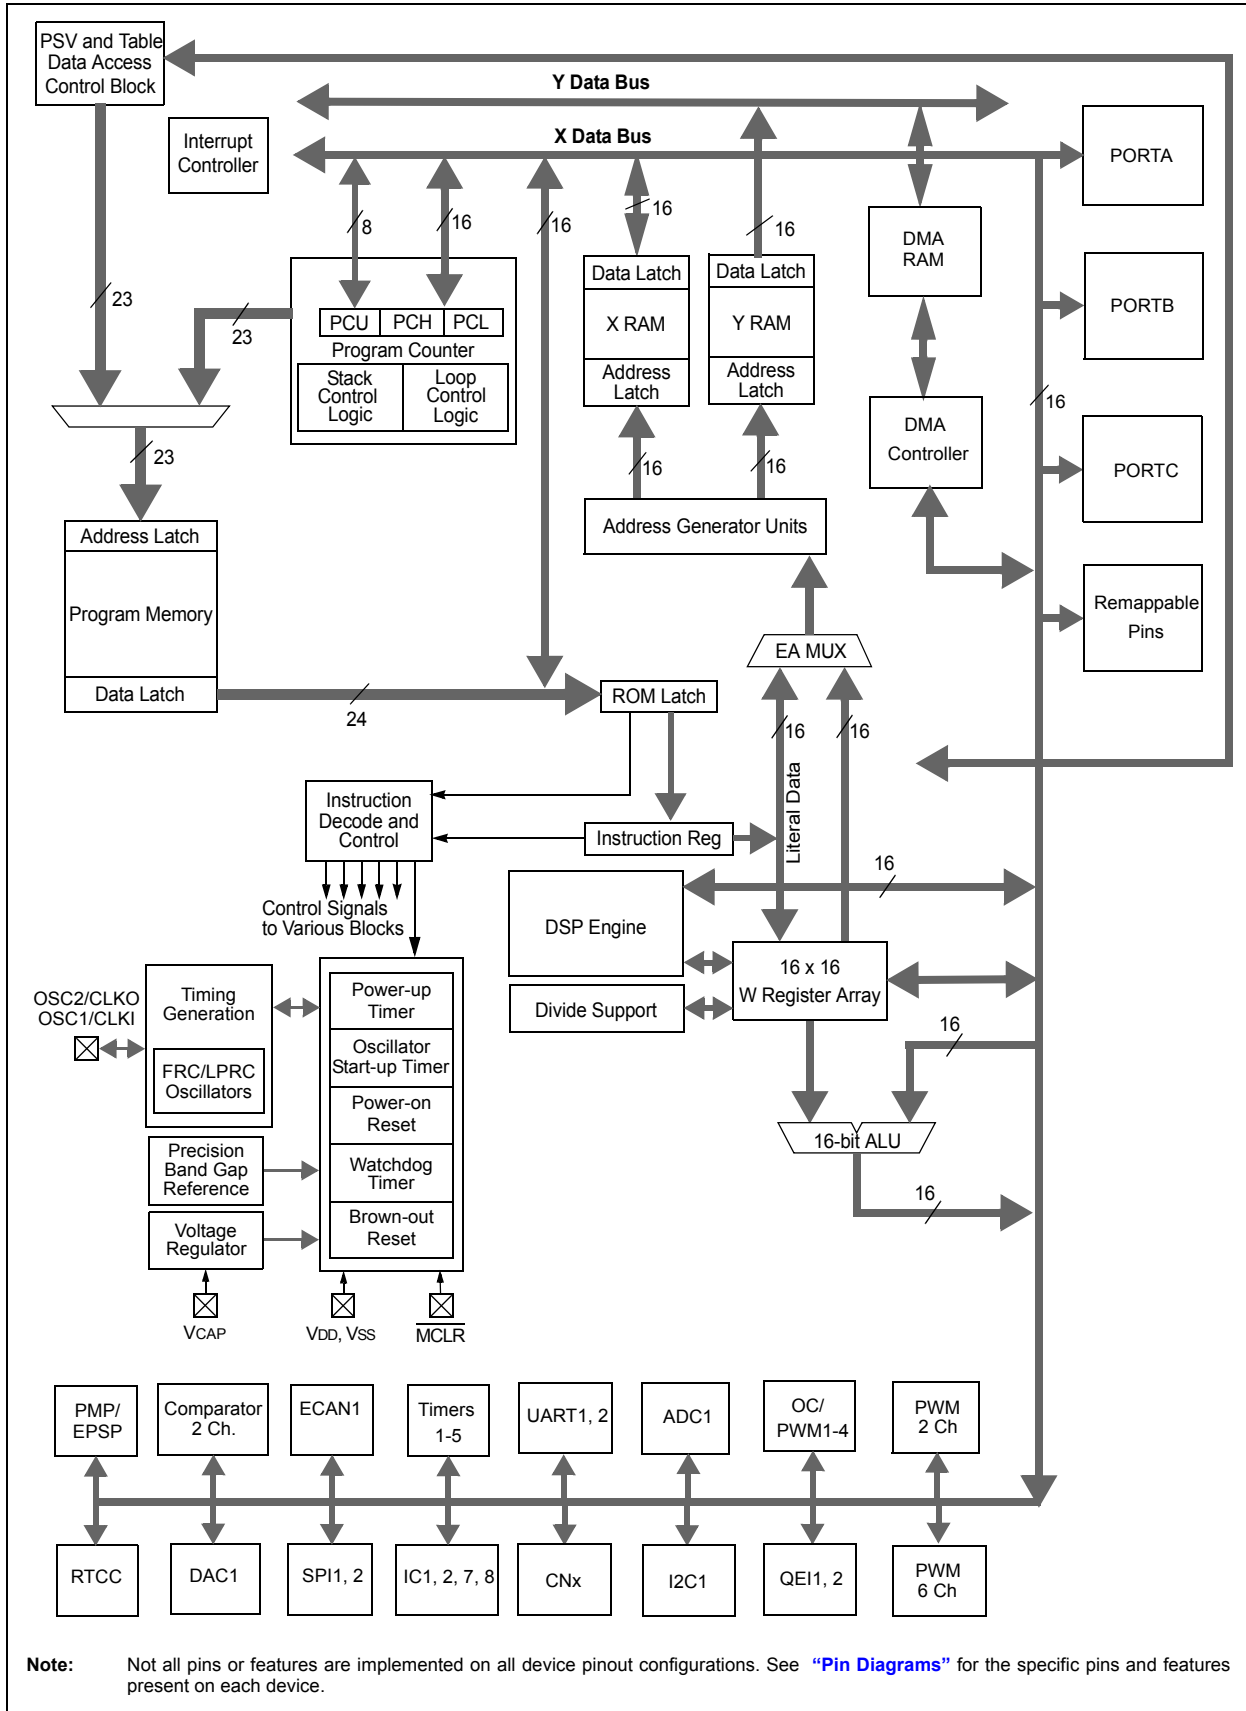 PSV and Table
Data Access
Control Block
Y Data Bus
Interrupt
Controller
X Data Bus
PORTA
8
16
16
16
16
DMA
RAM
23
23
Data Latch
X RAM
Address
Latch
Data Latch
Y RAM
Address
Latch
PORTB
PCU
PCH
PCL
Program Counter
Stack
Control
Logic
Loop
Control
Logic
16
DMA
Controller
23
16
16
PORTC
Address Latch
Program Memory
Data Latch
Address Generator Units
Remappable
Pins
EA MUX
24
ROM Latch
16
16
Literal Data
Instruction
Decode and
Control
Instruction Reg
Control Signals
to Various Blocks
16
DSP Engine
16 x 16
W Register Array
Divide Support
OSC2/CLKO
OSC1/CLKI
Timing
Generation
FRC/LPRC
Oscillators
Power-up
Timer
Oscillator
Start-up Timer
Power-on
Reset
Watchdog
Timer
Brown-out
Reset
16
16-bit ALU
16
Precision
Band Gap
Reference
Voltage
Regulator
VCAP
VDD, VSS
MCLR
PMP/
EPSP
Comparator
2 Ch.
ECAN1
Timers
1-5
UART1, 2
ADC1
OC/
PWM1-4
PWM
2 Ch
RTCC
DAC1
SPI1, 2
IC1, 2, 7, 8
CNx
I2C1
QEI1, 2
PWM
6 Ch
Note: Not all pins or features are implemented on all device pinout configurations. See “Pin Diagrams” for the specific pins and features
present on each device.